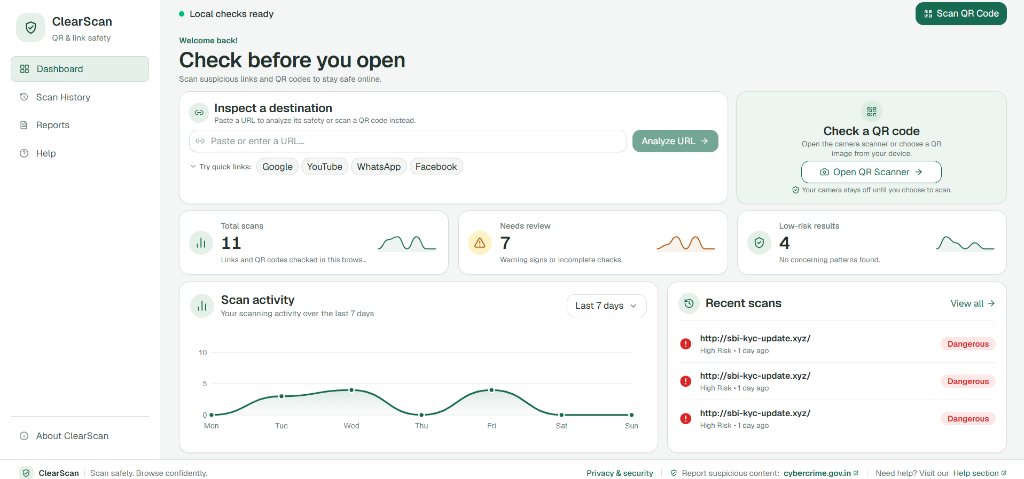 ClearScan
QR & link safety
Dashboard
Scan History
Reports
Help
About ClearScan
Local checks ready
Scan QR Code
Welcome back!
Check before you open
Scan suspicious links and QR codes to stay safe online.
Inspect a destination
Paste a URL to analyze its safety or scan a QR code instead.
Paste or enter a URL...
Analyze URL →
Try quick links: Google YouTube WhatsApp Facebook
Check a QR code
Open the camera scanner or choose a QR
image from your device.
Open QR Scanner →
Your camera stays off until you choose to scan.
Total scans
11
Links and QR codes checked in this brows...
Needs review
7
Warning signs or incomplete checks.
Low-risk results
4
No concerning patterns found.
Scan activity
Your scanning activity over the last 7 days
Last 7 days
10
5
0
Mon Tue Wed Thu Fri Sat Sun
Recent scans
View all →
http://sbi-kyc-update.xyz/
High Risk • 1 day ago
Dangerous
http://sbi-kyc-update.xyz/
High Risk • 1 day ago
Dangerous
http://sbi-kyc-update.xyz/
High Risk • 1 day ago
Dangerous
ClearScan | Scan safely. Browse confidently.
Privacy & security | Report suspicious content: cybercrime.gov.in | Need help? Visit our Help section